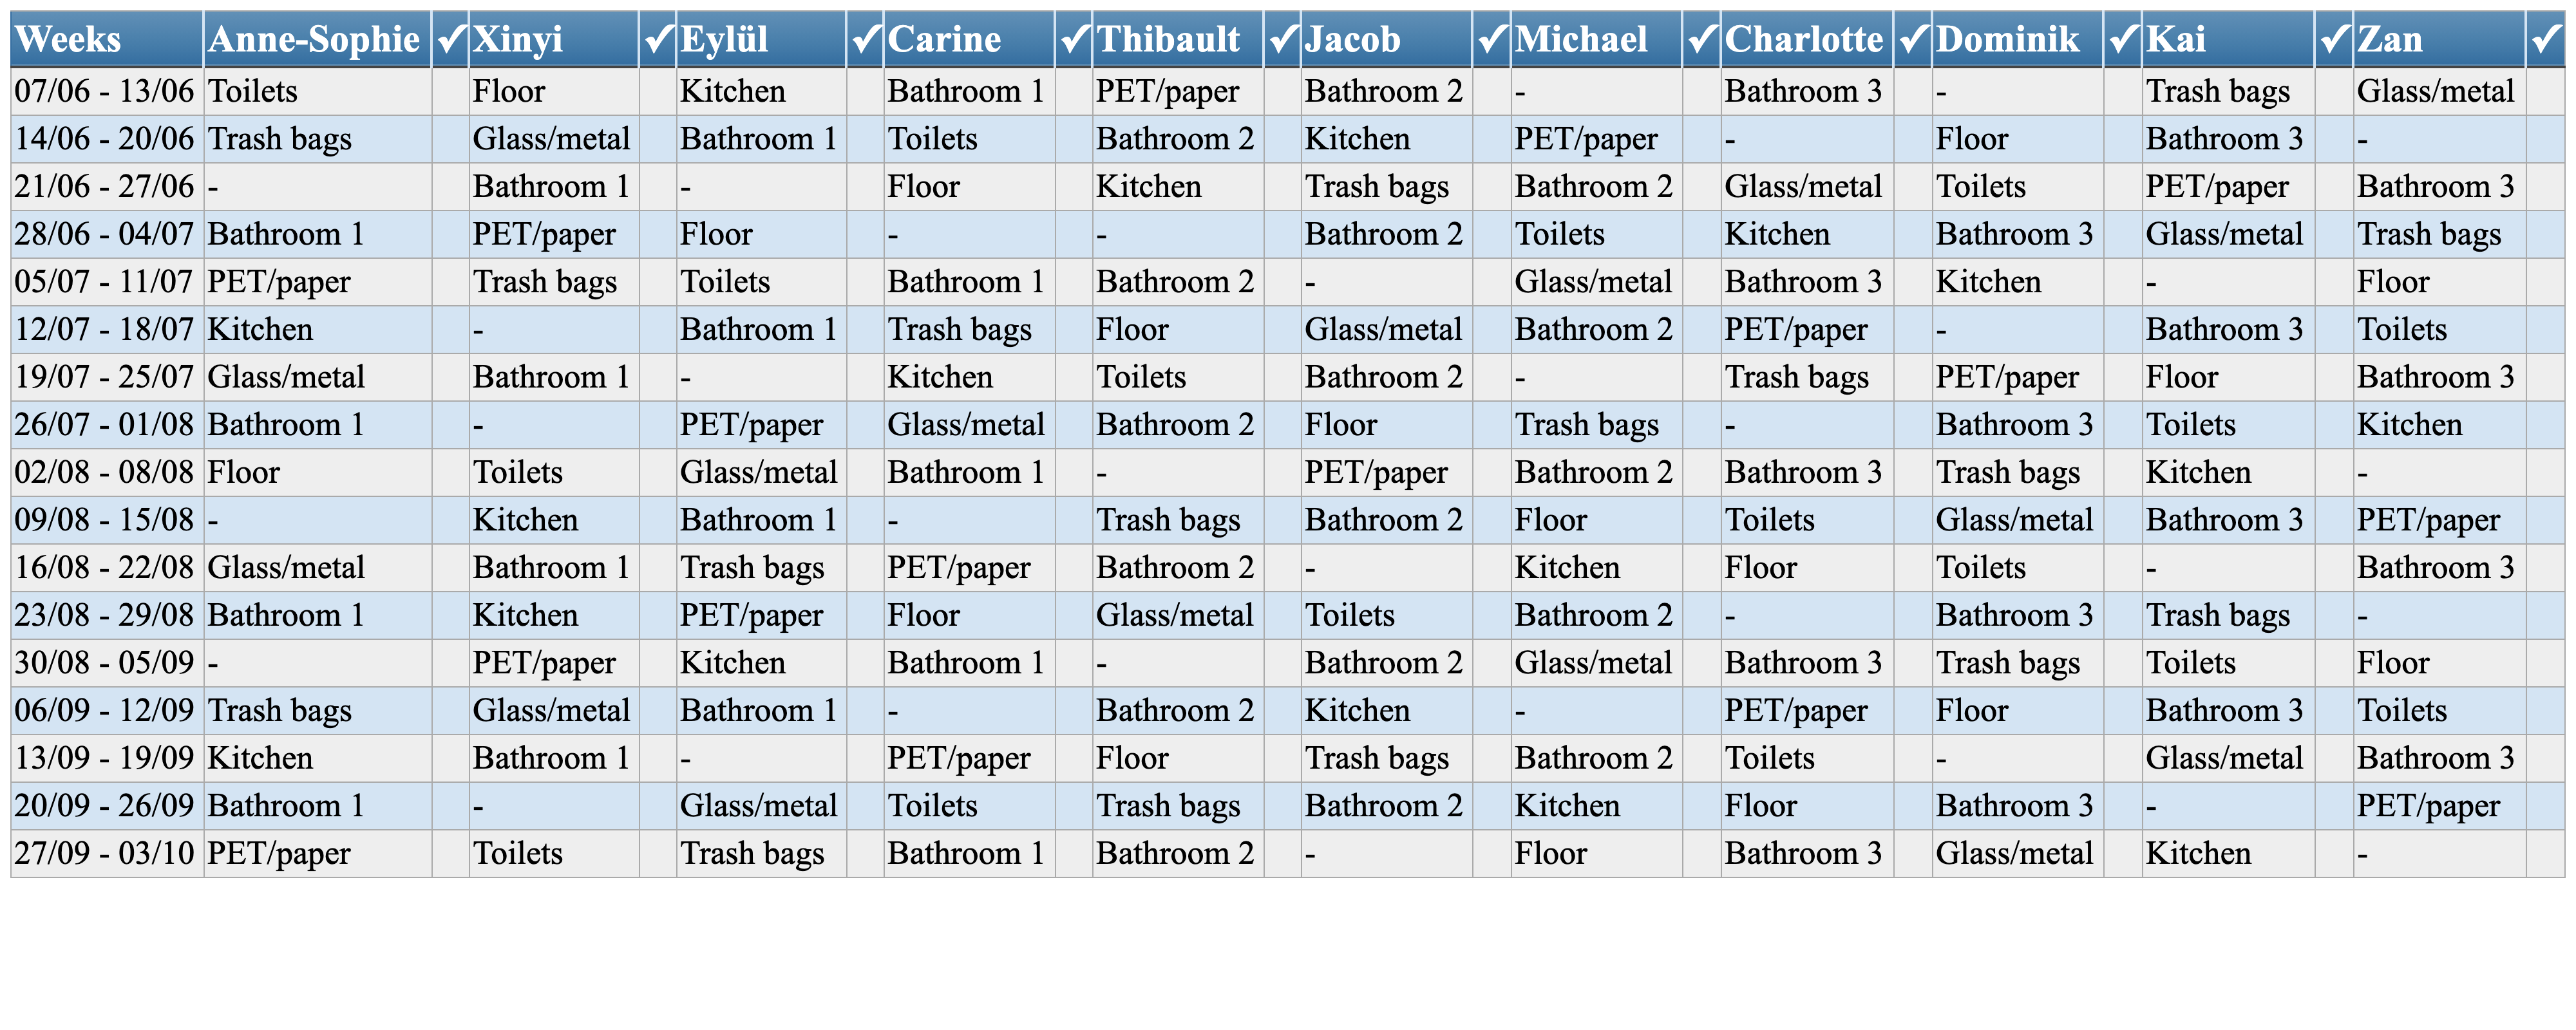 Weeks Anne-Sophie ✓ Xinyi ✓ Eylül ✓ Carine ✓ Thibault ✓ Jacob ✓ Michael ✓ Charlotte ✓ Dominik ✓ Kai ✓ Zan ✓
07/06 - 13/06 Toilets Floor Kitchen Bathroom 1 PET/paper Bathroom 2 - Bathroom 3 - Trash bags Glass/metal
14/06 - 20/06 Trash bags Glass/metal Bathroom 1 Toilets Bathroom 2 Kitchen PET/paper - Floor Bathroom 3 -
21/06 - 27/06 - Bathroom 1 - Floor Kitchen Trash bags Bathroom 2 Glass/metal Toilets PET/paper Bathroom 3
28/06 - 04/07 Bathroom 1 PET/paper Floor - - Bathroom 2 Toilets Kitchen Bathroom 3 Glass/metal Trash bags
05/07 - 11/07 PET/paper Trash bags Toilets Bathroom 1 Bathroom 2 - Glass/metal Bathroom 3 Kitchen - Floor
12/07 - 18/07 Kitchen - Bathroom 1 Trash bags Floor Glass/metal Bathroom 2 PET/paper - Bathroom 3 Toilets
19/07 - 25/07 Glass/metal Bathroom 1 - Kitchen Toilets Bathroom 2 - Trash bags PET/paper Floor Bathroom 3
26/07 - 01/08 Bathroom 1 - PET/paper Glass/metal Bathroom 2 Floor Trash bags - Bathroom 3 Toilets Kitchen
02/08 - 08/08 Floor Toilets Glass/metal Bathroom 1 - PET/paper Bathroom 2 Bathroom 3 Trash bags Kitchen -
09/08 - 15/08 - Kitchen Bathroom 1 - Trash bags Bathroom 2 Floor Toilets Glass/metal Bathroom 3 PET/paper
16/08 - 22/08 Glass/metal Bathroom 1 Trash bags PET/paper Bathroom 2 - Kitchen Floor Toilets - Bathroom 3
23/08 - 29/08 Bathroom 1 Kitchen PET/paper Floor Glass/metal Toilets Bathroom 2 - Bathroom 3 Trash bags -
30/08 - 05/09 - PET/paper Kitchen Bathroom 1 - Bathroom 2 Glass/metal Bathroom 3 Trash bags Toilets Floor
06/09 - 12/09 Trash bags Glass/metal Bathroom 1 - Bathroom 2 Kitchen - PET/paper Floor Bathroom 3 Toilets
13/09 - 19/09 Kitchen Bathroom 1 - PET/paper Floor Trash bags Bathroom 2 Toilets - Glass/metal Bathroom 3
20/09 - 26/09 Bathroom 1 - Glass/metal Toilets Trash bags Bathroom 2 Kitchen Floor Bathroom 3 - PET/paper
27/09 - 03/10 PET/paper Toilets Trash bags Bathroom 1 Bathroom 2 - Floor Bathroom 3 Glass/metal Kitchen -